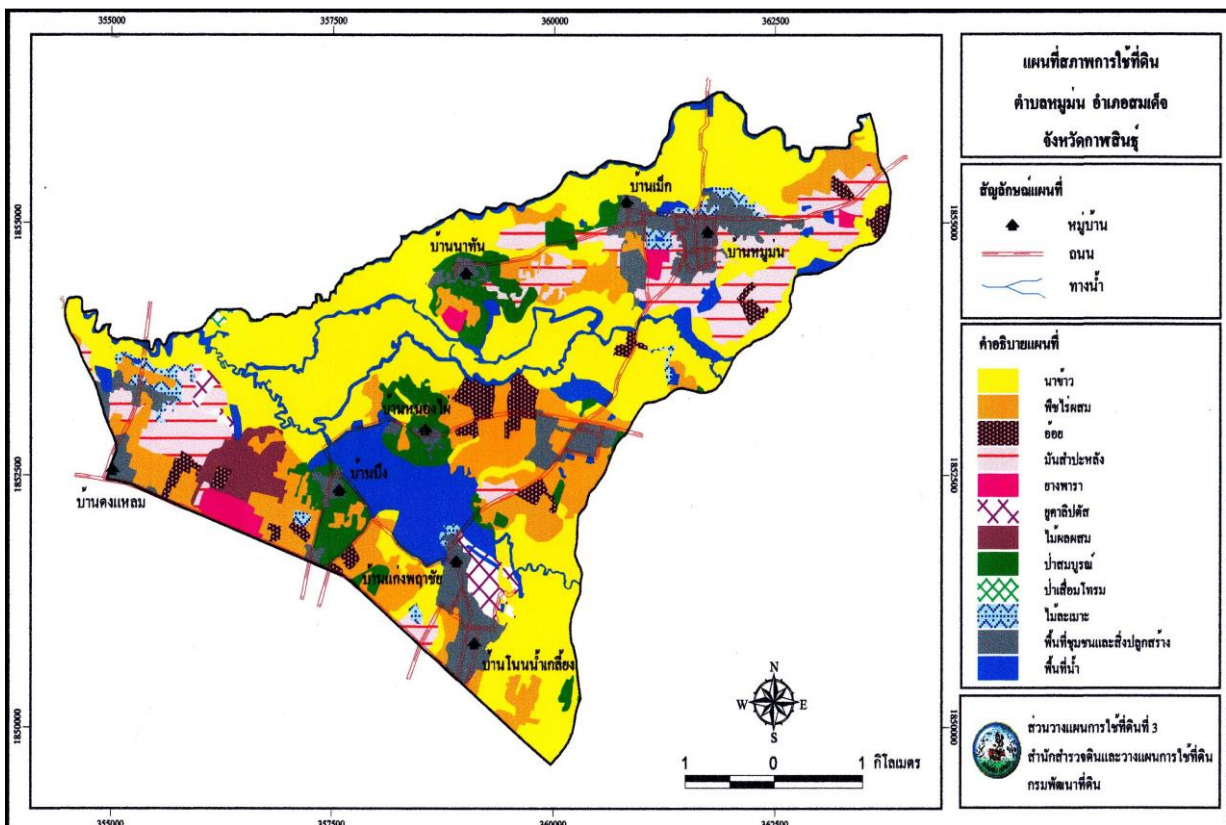 355000
357500
360000
362500
แผนที่สภาพการใช้ที่ดิน
ตำบลหมูม่น อำเภอสมเด็จ
จังหวัดกาฬสินธุ์
สัญลักษณ์แผนที่
หมู่บ้าน
ถนน
ทางน้ำ
1855000
1855000
บ้านเม็ก
บ้านนาทัน
บ้านหมูม่น
บ้านหนองไผ่
บ้านบึง
บ้านดงแหลม
บ้านแก่งพฤาชัย
บ้านโนนน้ำเกลี้ยง
1852500
1852500
คำอธิบายแผนที่
นาข้าว
พืชไร่ผสม
อ้อย
มันสำปะหลัง
ยางพารา
ยูคาลิปตัส
ไม้ผลผสม
ป่าสมบูรณ์
ป่าเสื่อมโทรม
ไม้ละเมาะ
พื้นที่ชุมชนและสิ่งปลูกสร้าง
พื้นที่น้ำ
N
W E
S
1850000
1850000
1 0 1 กิโลเมตร
ส่วนวางแผนการใช้ที่ดินที่ 3
สำนักสำรวจดินและวางแผนการใช้ที่ดิน
กรมพัฒนาที่ดิน
355000
357500
360000
362500